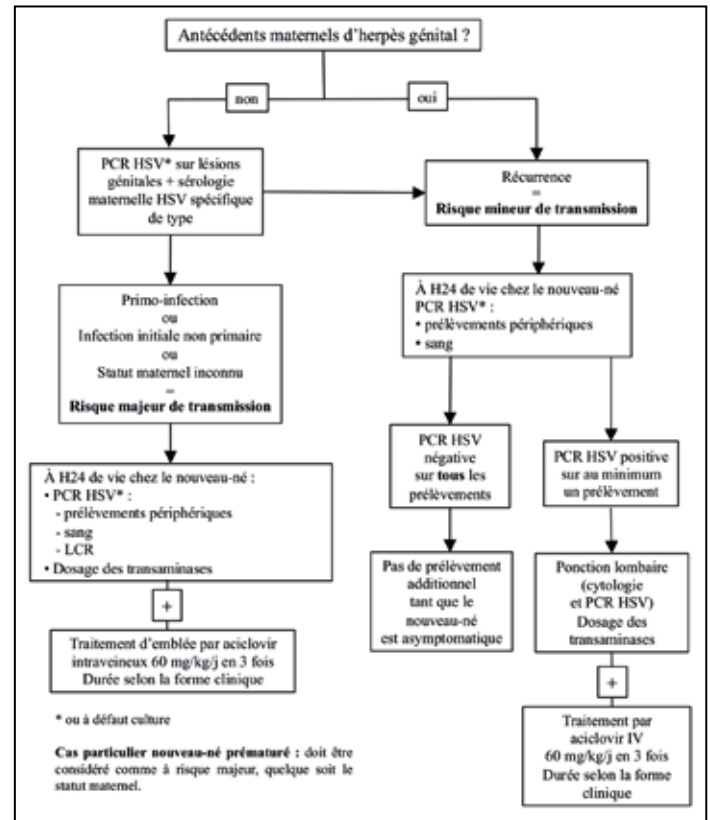 Antécédents maternels d'herpès génital ?
non
oui
PCR HSV* sur lésions
génitales + sérologie
maternelle HSV spécifique
de type
Récurrence
=
Risque mineur de transmission
Primo-infection
ou
Infection initiale non primaire
ou
Statut maternel inconnu
=
Risque majeur de transmission
À H24 de vie chez le nouveau-né
PCR HSV* :
• prélèvements périphériques
• sang
PCR HSV
négative
sur tous les
prélèvements
PCR HSV positive
sur au minimum
un prélèvement
À H24 de vie chez le nouveau-né :
• PCR HSV* :
- prélèvements périphériques
- sang
- LCR
• Dosage des transaminases
+
Traitement d'emblée par aciclovir
intraveineux 60 mg/kg/j en 3 fois
Durée selon la forme clinique
Pas de prélèvement
additionnel
tant que le
nouveau-né
est asymptomatique
Ponction lombaire
(cytologie
et PCR HSV)
Dosage des
transaminases
+
Traitement par
aciclovir IV
60 mg/kg/j en 3 fois
Durée selon la forme
clinique
* ou à défaut culture
Cas particulier nouveau-né prématuré : doit être
considéré comme à risque majeur, quelque soit le
statut maternel.